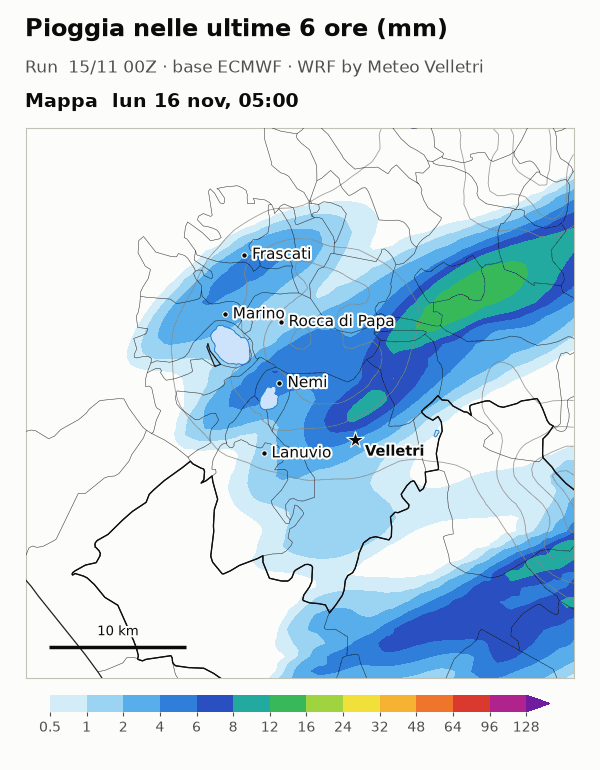 Pioggia nelle ultime 6 ore (mm)
Run  15/11 00Z · base ECMWF · WRF by Meteo Velletri
Mappa  lun 16 nov, 05:00
Frascati
Marino
Rocca di Papa
Nemi
Velletri
Lanuvio
10 km
0.5 1 2 4 6 8 12 16 24 32 48 64 96 128